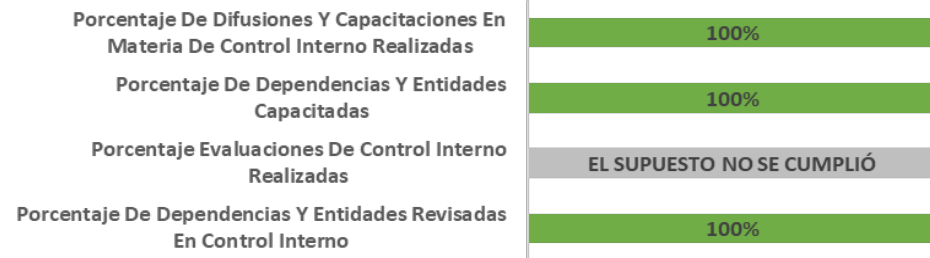 Porcentaje De Difusiones Y Capacitaciones En
Materia De Control Interno Realizadas
100%
Porcentaje De Dependencias Y Entidades
Capacitadas
100%
Porcentaje Evaluaciones De Control Interno
Realizadas
EL SUPUESTO NO SE CUMPLIÓ
Porcentaje De Dependencias Y Entidades Revisadas
En Control Interno
100%